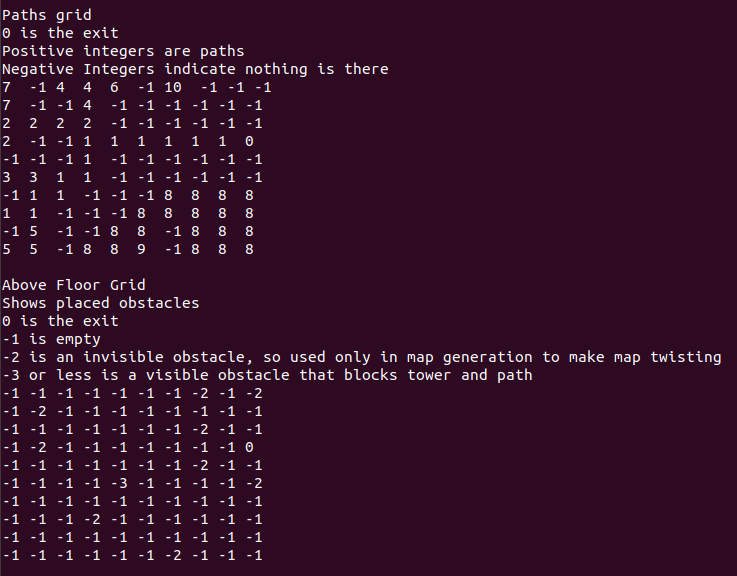 Paths grid
0 is the exit
Positive integers are paths
Negative Integers indicate nothing is there
7  -1 4  4  6  -1 10  -1 -1 -1
7  -1 -1 4  -1 -1 -1 -1 -1 -1
2  2  2  2  -1 -1 -1 -1 -1 -1
2  -1 -1 1  1  1  1  1  1  0
-1 -1 -1 1  -1 -1 -1 -1 -1 -1
3  3  1  1  -1 -1 -1 -1 -1 -1
-1 1  1  -1 -1 -1 8  8  8  8
1  1  -1 -1 -1 8  8  8  8  8
-1 5  -1 -1 8  8  -1 8  8  8
5  5  -1 8  8  9  -1 8  8  8
Above Floor Grid
Shows placed obstacles
0 is the exit
-1 is empty
-2 is an invisible obstacle, so used only in map generation to make map twisting
-3 or less is a visible obstacle that blocks tower and path
-1 -1 -1 -1 -1 -1 -1 -2 -1 -2
-1 -2 -1 -1 -1 -1 -1 -1 -1 -1
-1 -1 -1 -1 -1 -1 -1 -2 -1 -1
-1 -2 -1 -1 -1 -1 -1 -1 -1 0
-1 -1 -1 -1 -1 -1 -1 -2 -1 -1
-1 -1 -1 -1 -3 -1 -1 -1 -1 -2
-1 -1 -1 -1 -1 -1 -1 -1 -1 -1
-1 -1 -1 -2 -1 -1 -1 -1 -1 -1
-1 -1 -1 -1 -1 -1 -1 -1 -1 -1
-1 -1 -1 -1 -1 -1 -2 -1 -1 -1